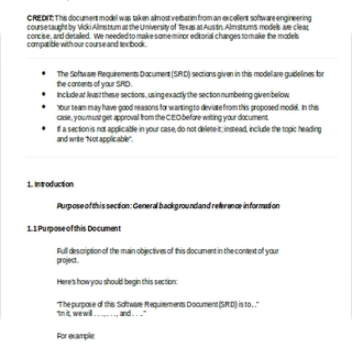 CREDIT: This document model was taken almost verbatim from an excellent software engineering
course taught by Vicki Almstrum at the University of Texas at Austin. Almstrum's models are clear,
concise, and detailed. We needed to make some minor editorial changes to make the models
compatible with our course and textbook.
• The Software Requirements Document (SRD) sections given in this model are guidelines for
the contents of your SRD.
• Include at least these sections, using exactly the section numbering given below.
• Your team may have good reasons for wanting to deviate from this proposed model. In this
case, you must get approval from the CEO before writing your document.
• If a section is not applicable in your case, do not delete it; instead, include the topic heading
and write "Not applicable".
1. Introduction
Purpose of this section: General background and reference information
1.1 Purpose of this Document
Full description of the main objectives of this document in the context of your
project.
Here's how you should begin this section:
"The purpose of this Software Requirements Document (SRD) is to..."
"In it, we will . . ., . . ., and . . .."
For example: